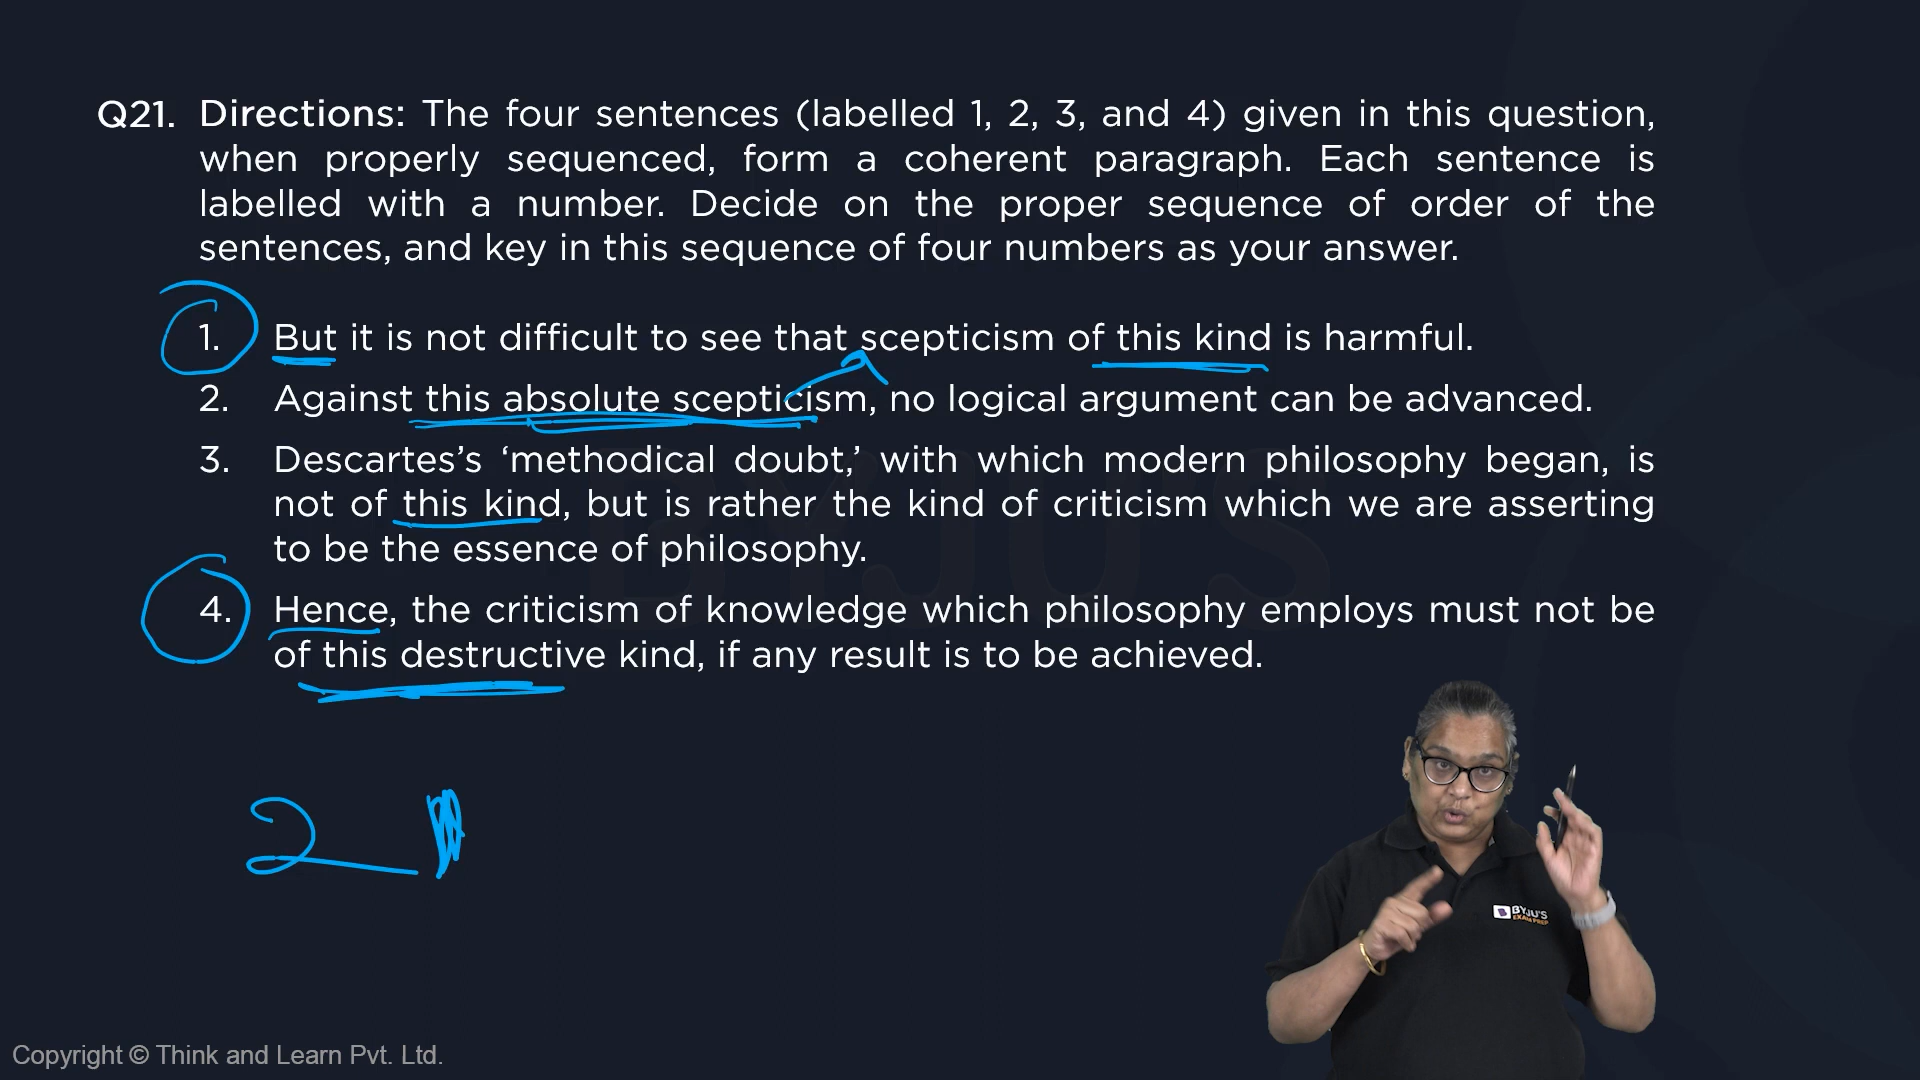 Q21. Directions: The four sentences (labelled 1, 2, 3, and 4) given in this question,
when properly sequenced, form a coherent paragraph. Each sentence is
labelled with a number. Decide on the proper sequence of order of the
sentences, and key in this sequence of four numbers as your answer.
1. But it is not difficult to see that scepticism of this kind is harmful.
2. Against this absolute scepticism, no logical argument can be advanced.
3. Descartes’s ‘methodical doubt,’ with which modern philosophy began, is
not of this kind, but is rather the kind of criticism which we are asserting
to be the essence of philosophy.
4. Hence, the criticism of knowledge which philosophy employs must not be
of this destructive kind, if any result is to be achieved.
2
BYJU'S
EXAM PREP
Copyright © Think and Learn Pvt. Ltd.